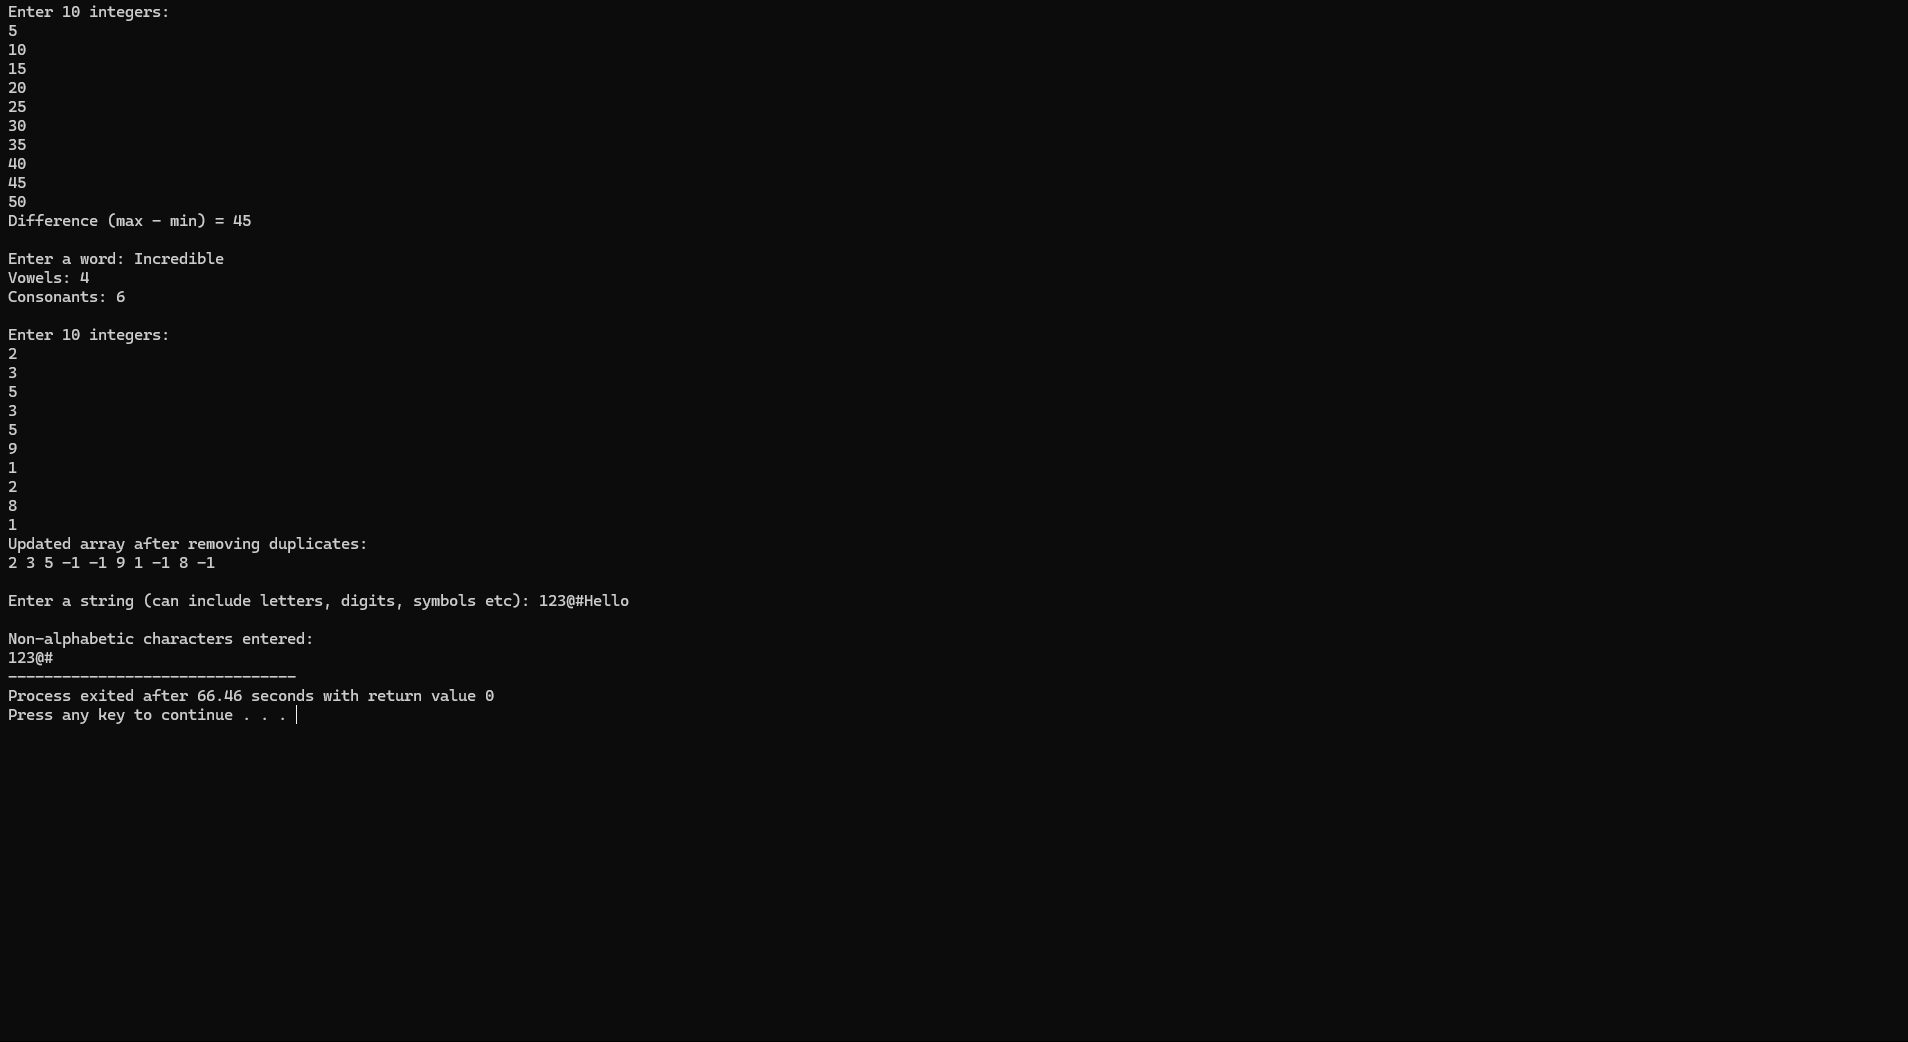 Enter 10 integers:
5
10
15
20
25
30
35
40
45
50
Difference (max - min) = 45
Enter a word: Incredible
Vowels: 4
Consonants: 6
Enter 10 integers:
2
3
5
3
5
9
1
2
8
1
Updated array after removing duplicates:
2 3 5 -1 -1 9 1 -1 8 -1
Enter a string (can include letters, digits, symbols etc): 123@#Hello
Non-alphabetic characters entered:
123@#
--------------------------------
Process exited after 66.46 seconds with return value 0
Press any key to continue . . .